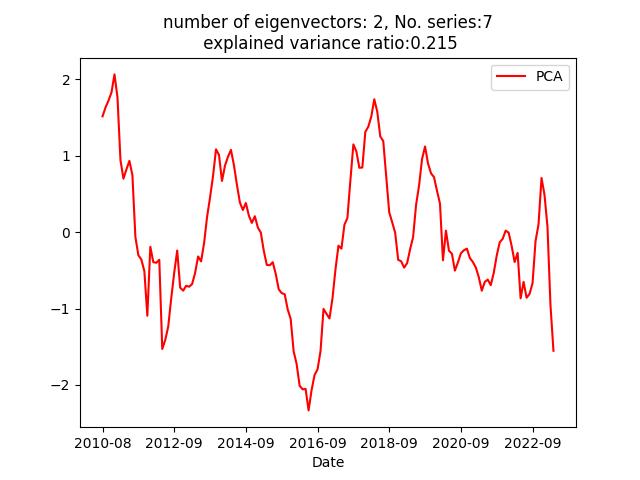 number of eigenvectors: 2, No. series:7
explained variance ratio:0.215
PCA
2
1
0
−1
−2
2010-08 2012-09 2014-09 2016-09 2018-09 2020-09 2022-09
Date